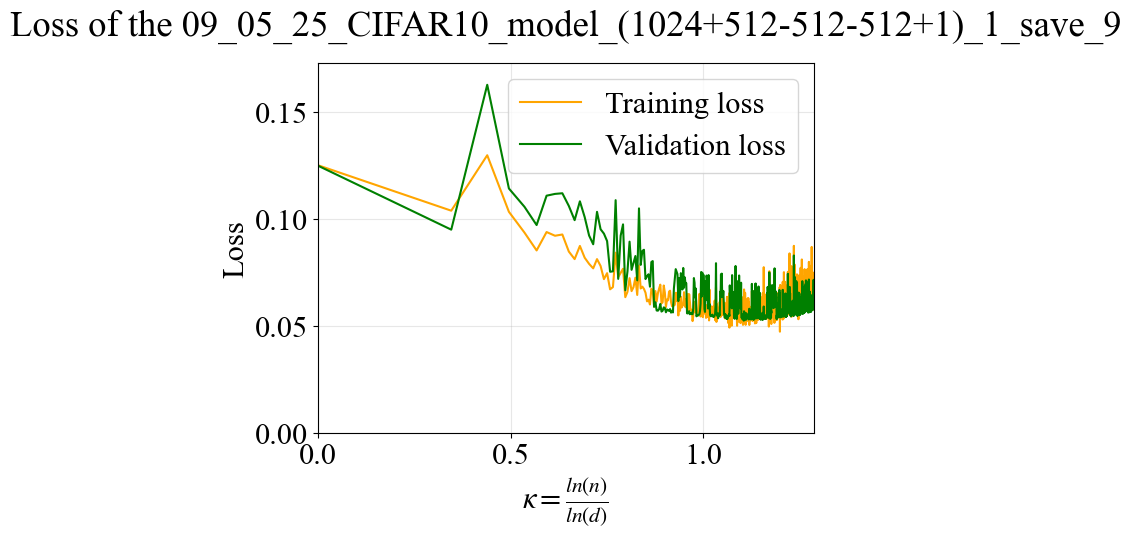 Loss of the 09_05_25_CIFAR10_model_(1024+512-512-512+1)_1_save_9
Training loss
Validation loss
0.15
0.10
0.05
0.00
Loss
0.0
0.5
1.0
κ = ln(n)/ln(d)